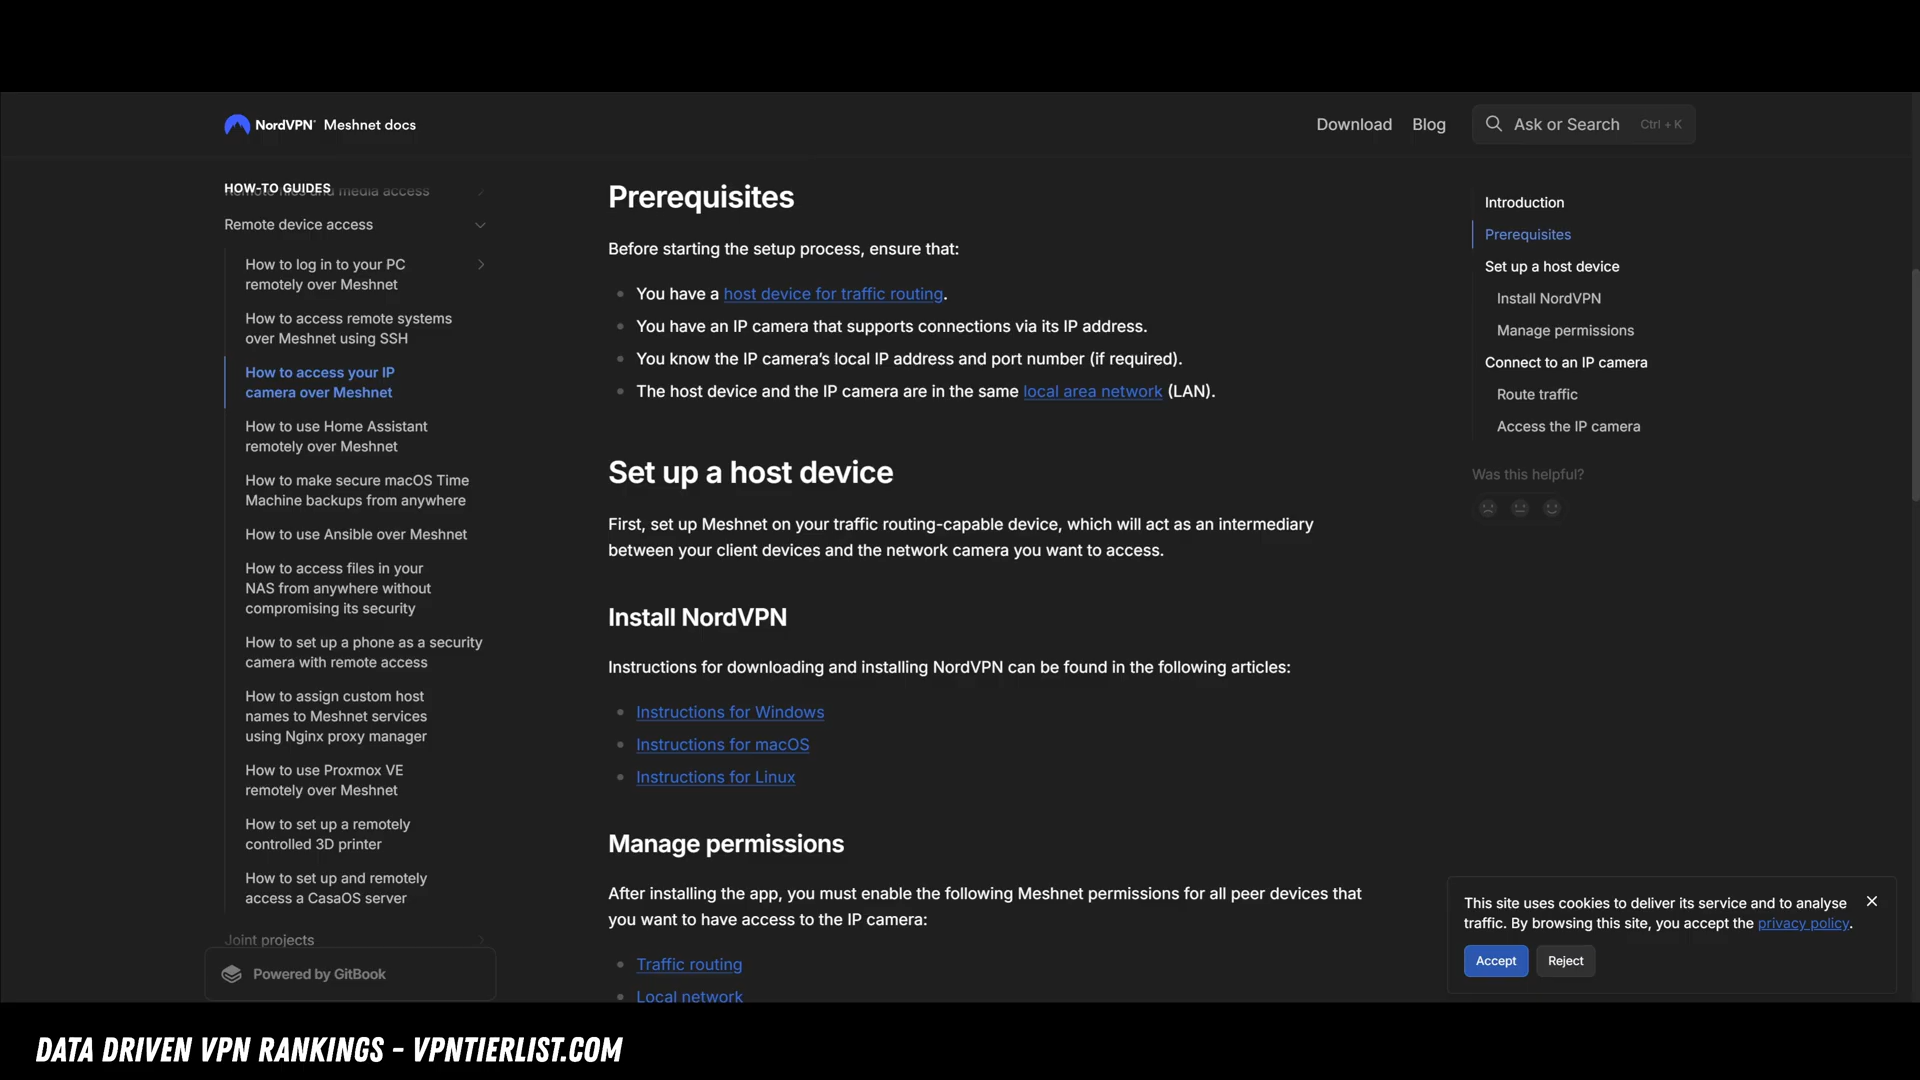 NordVPN® Meshnet docs
Download
Blog
Ask or Search
Ctrl + K
HOW-TO GUIDES
Remote files and media access
Remote device access
How to log in to your PC
remotely over Meshnet
How to access remote systems
over Meshnet using SSH
How to access your IP
camera over Meshnet
How to use Home Assistant
remotely over Meshnet
How to make secure macOS Time
Machine backups from anywhere
How to use Ansible over Meshnet
How to access files in your
NAS from anywhere without
compromising its security
How to set up a phone as a security
camera with remote access
How to assign custom host
names to Meshnet services
using Nginx proxy manager
How to use Proxmox VE
remotely over Meshnet
How to set up a remotely
controlled 3D printer
How to set up and remotely
access a CasaOS server
Joint projects
Powered by GitBook
Prerequisites
Before starting the setup process, ensure that:
You have a host device for traffic routing.
You have an IP camera that supports connections via its IP address.
You know the IP camera’s local IP address and port number (if required).
The host device and the IP camera are in the same local area network (LAN).
Set up a host device
First, set up Meshnet on your traffic routing-capable device, which will act as an intermediary
between your client devices and the network camera you want to access.
Install NordVPN
Instructions for downloading and installing NordVPN can be found in the following articles:
Instructions for Windows
Instructions for macOS
Instructions for Linux
Manage permissions
After installing the app, you must enable the following Meshnet permissions for all peer devices that
you want to have access to the IP camera:
Traffic routing
Local network
Introduction
Prerequisites
Set up a host device
Install NordVPN
Manage permissions
Connect to an IP camera
Route traffic
Access the IP camera
Was this helpful?
This site uses cookies to deliver its service and to analyse
traffic. By browsing this site, you accept the privacy policy.
Accept
Reject
DATA DRIVEN VPN RANKINGS - VPNTIERLIST.COM